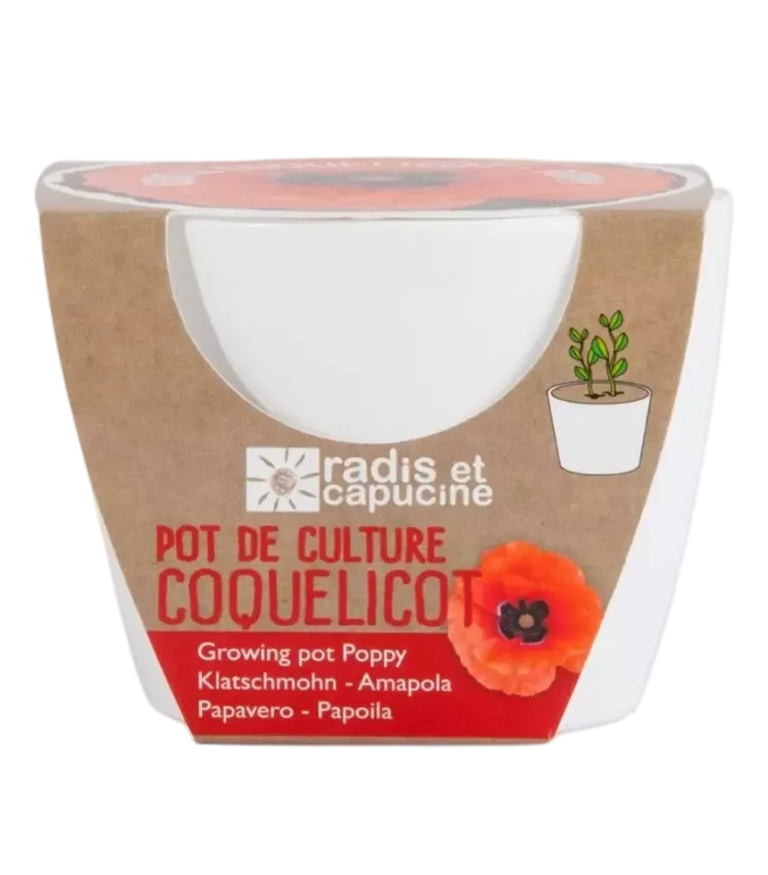 radis et
capucine
POT DE CULTURE
COQUELICOT
Growing pot Poppy
Klatschmohn - Amapola
Papavero - Papoila